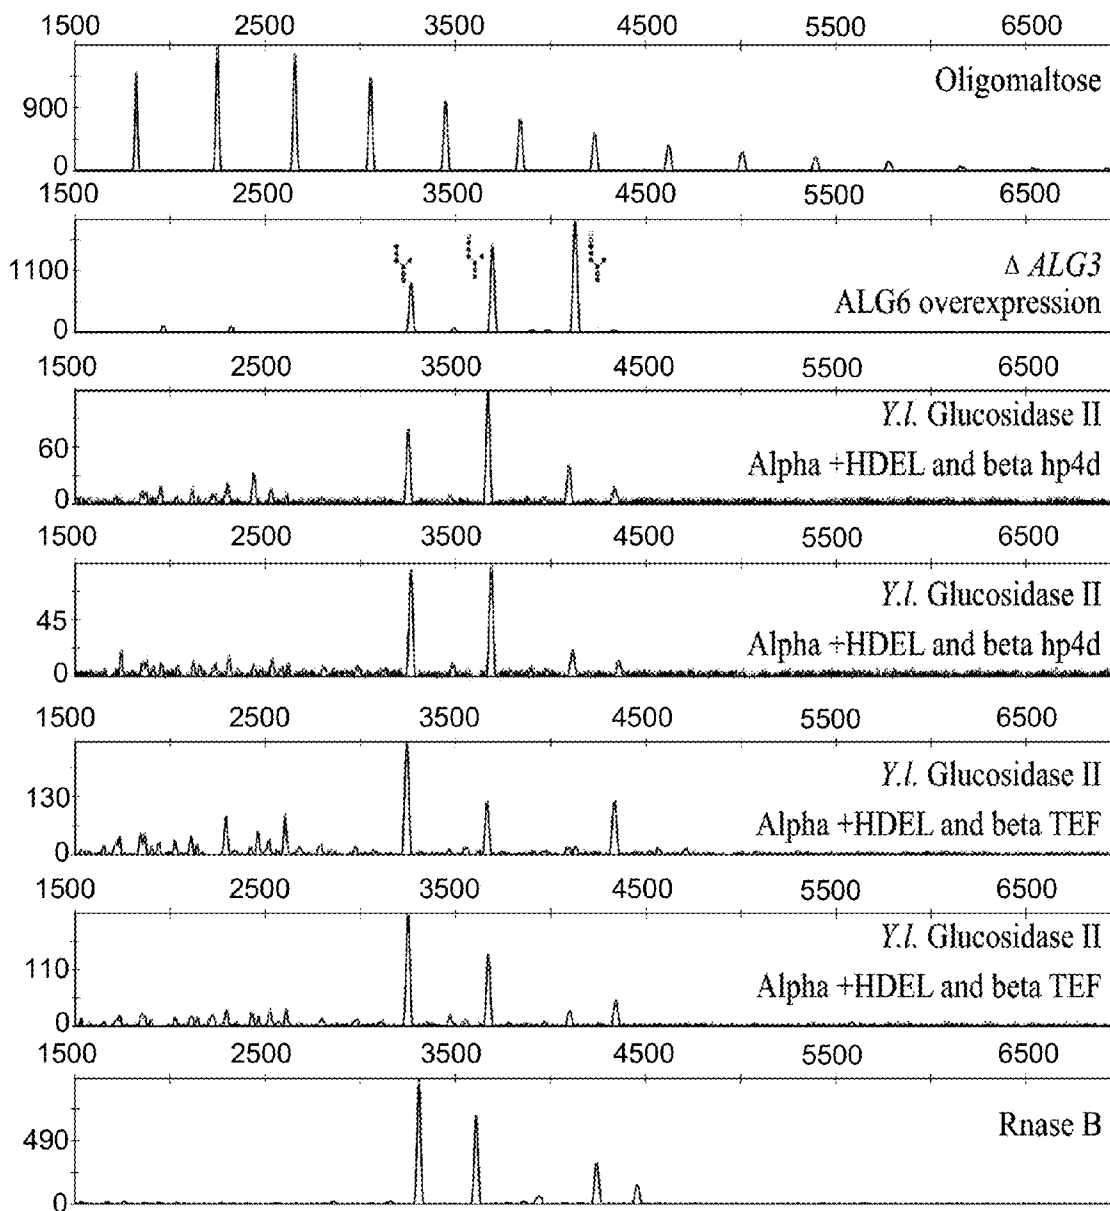 1500 2500 3500 4500 5500 6500
Oligomaltose
900
0
1500 2500 3500 4500 5500 6500
Δ ALG3
ALG6 overexpression
1100
0
1500 2500 3500 4500 5500 6500
Y.l. Glucosidase II
Alpha +HDEL and beta hp4d
60
0
1500 2500 3500 4500 5500 6500
Y.l. Glucosidase II
Alpha +HDEL and beta hp4d
45
0
1500 2500 3500 4500 5500 6500
Y.l. Glucosidase II
Alpha +HDEL and beta TEF
130
0
1500 2500 3500 4500 5500 6500
Y.l. Glucosidase II
Alpha +HDEL and beta TEF
110
0
1500 2500 3500 4500 5500 6500
Rnase B
490
0